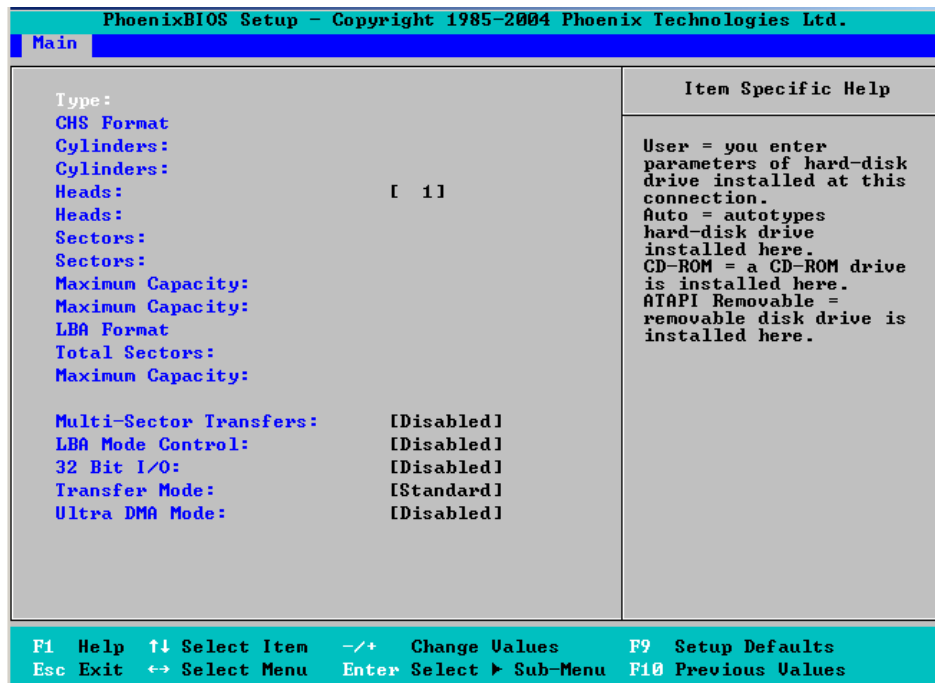 PhoenixBIOS Setup - Copyright 1985-2004 Phoenix Technologies Ltd.
Main
Type:
CHS Format
Cylinders:
Cylinders:
Heads: [ 1]
Heads:
Sectors:
Sectors:
Maximum Capacity:
Maximum Capacity:
LBA Format
Total Sectors:
Maximum Capacity:
Multi-Sector Transfers: [Disabled]
LBA Mode Control: [Disabled]
32 Bit I/O: [Disabled]
Transfer Mode: [Standard]
Ultra DMA Mode: [Disabled]
Item Specific Help
User = you enter
parameters of hard-disk
drive installed at this
connection.
Auto = autotypes
hard-disk drive
installed here.
CD-ROM = a CD-ROM drive
is installed here.
ATAPI Removable =
removable disk drive is
installed here.
F1 Help ↑↓ Select Item -/+ Change Values F9 Setup Defaults
Esc Exit ↔ Select Menu Enter Select ▶ Sub-Menu F10 Previous Values